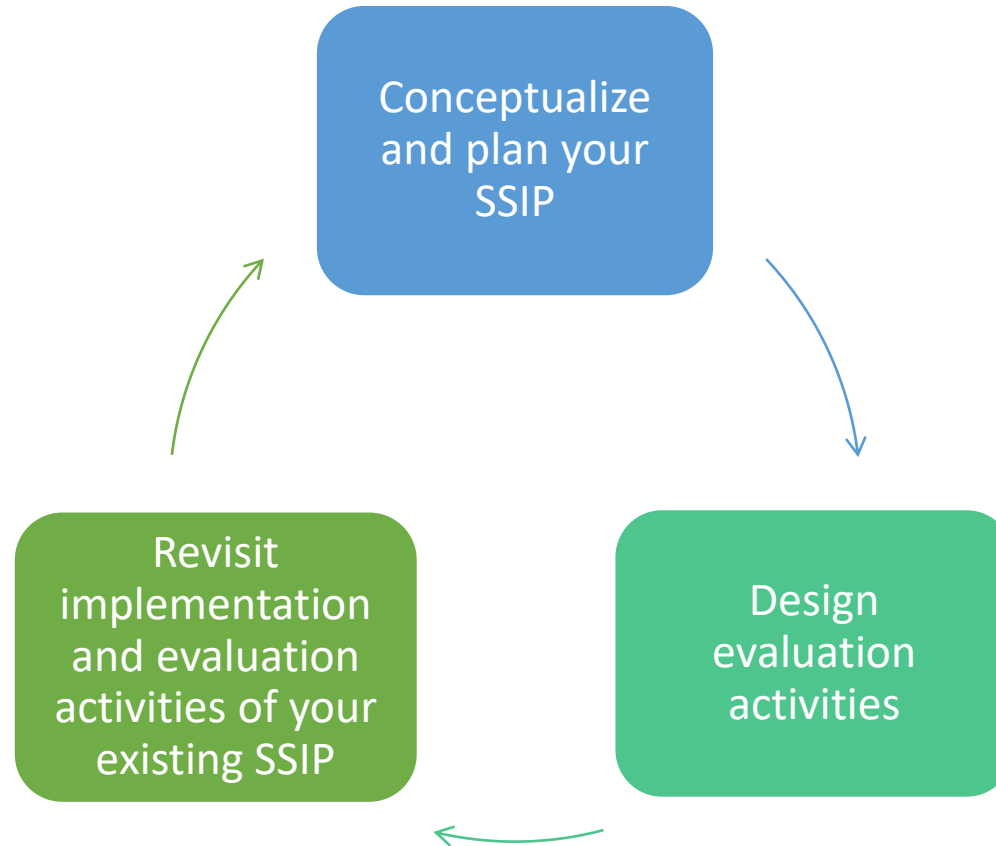 Conceptualize
and plan your
SSIP
Design
evaluation
activities
Revisit
implementation
and evaluation
activities of your
existing SSIP